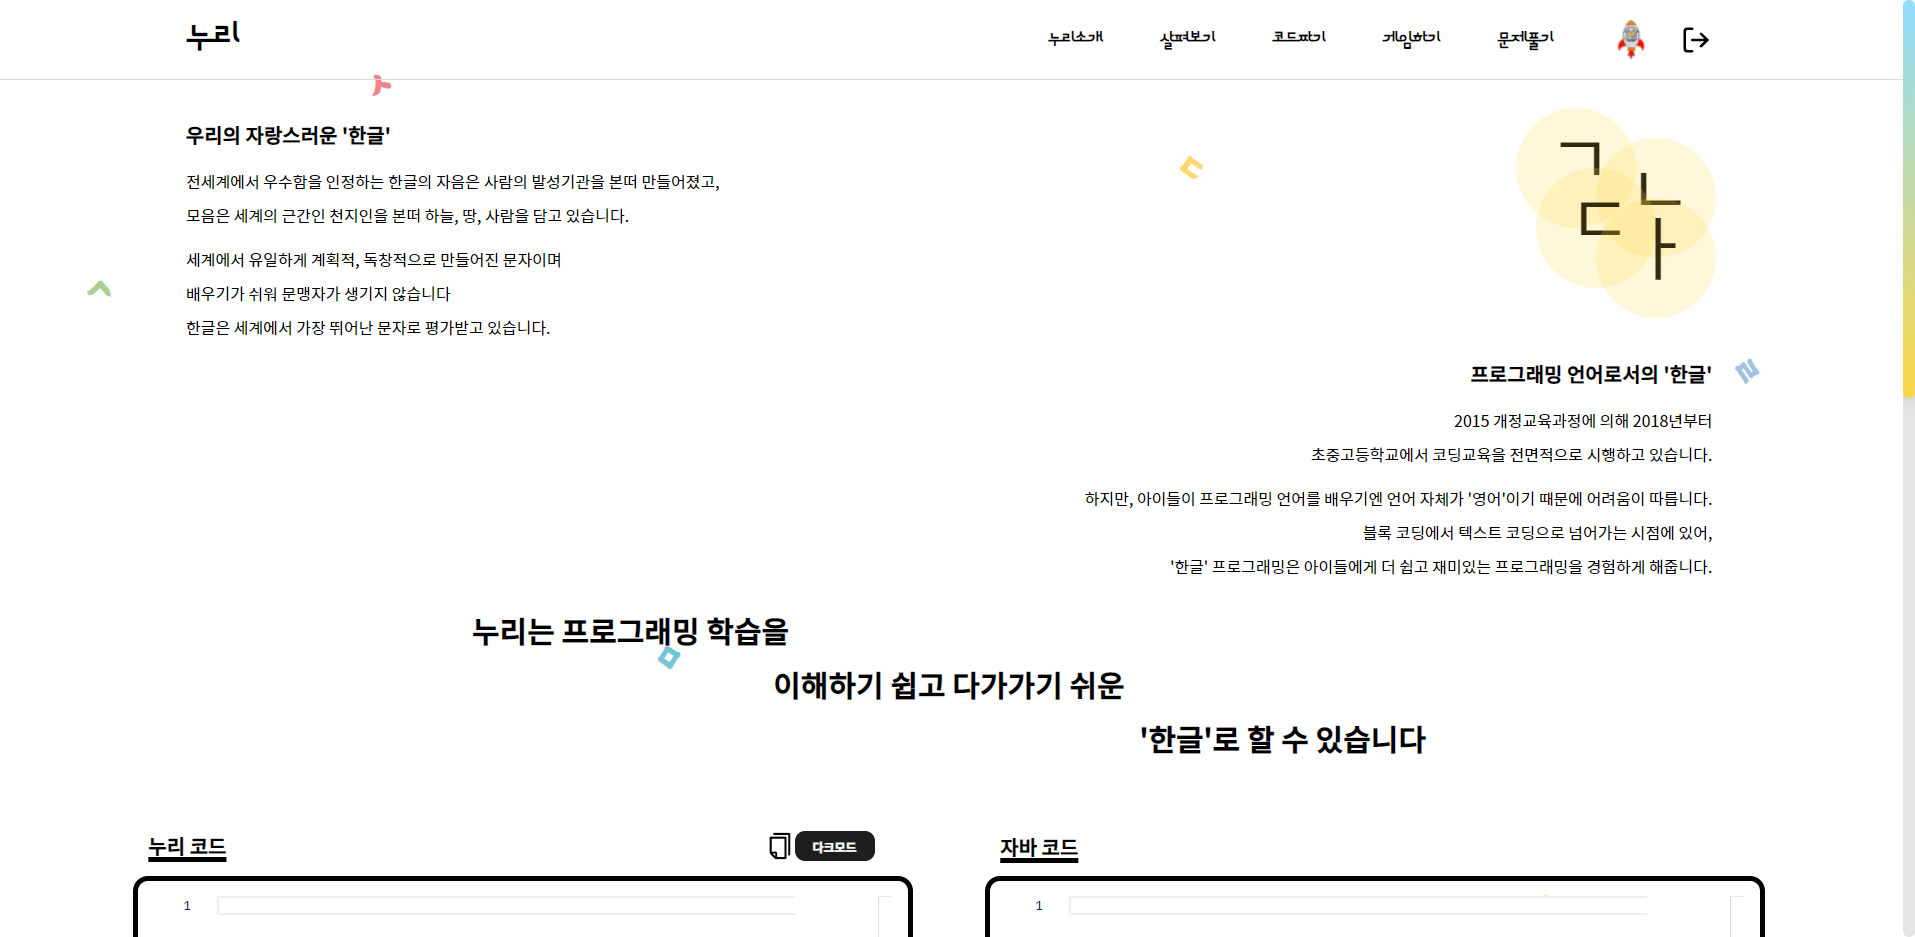 누리
누리소개 살펴보기 코드짜기 게임하기 문제풀기
우리의 자랑스러운 '한글'
전세계에서 우수함을 인정하는 한글의 자음은 사람의 발성기관을 본떠 만들어졌고,
모음은 세계의 근간인 천지인을 본떠 하늘, 땅, 사람을 담고 있습니다.
세계에서 유일하게 계획적, 독창적으로 만들어진 문자이며
배우기가 쉬워 문맹자가 생기지 않습니다
한글은 세계에서 가장 뛰어난 문자로 평가받고 있습니다.
ㄱ
ㄴ
ㄷ
ㅏ
프로그래밍 언어로서의 '한글'
2015 개정교육과정에 의해 2018년부터
초중고등학교에서 코딩교육을 전면적으로 시행하고 있습니다.
하지만, 아이들이 프로그래밍 언어를 배우기엔 언어 자체가 '영어'이기 때문에 어려움이 따릅니다.
블록 코딩에서 텍스트 코딩으로 넘어가는 시점에 있어,
'한글' 프로그래밍은 아이들에게 더 쉽고 재미있는 프로그래밍을 경험하게 해줍니다.
누리는 프로그래밍 학습을
이해하기 쉽고 다가가기 쉬운
'한글'로 할 수 있습니다
누리 코드
다크모드
자바 코드
1
1